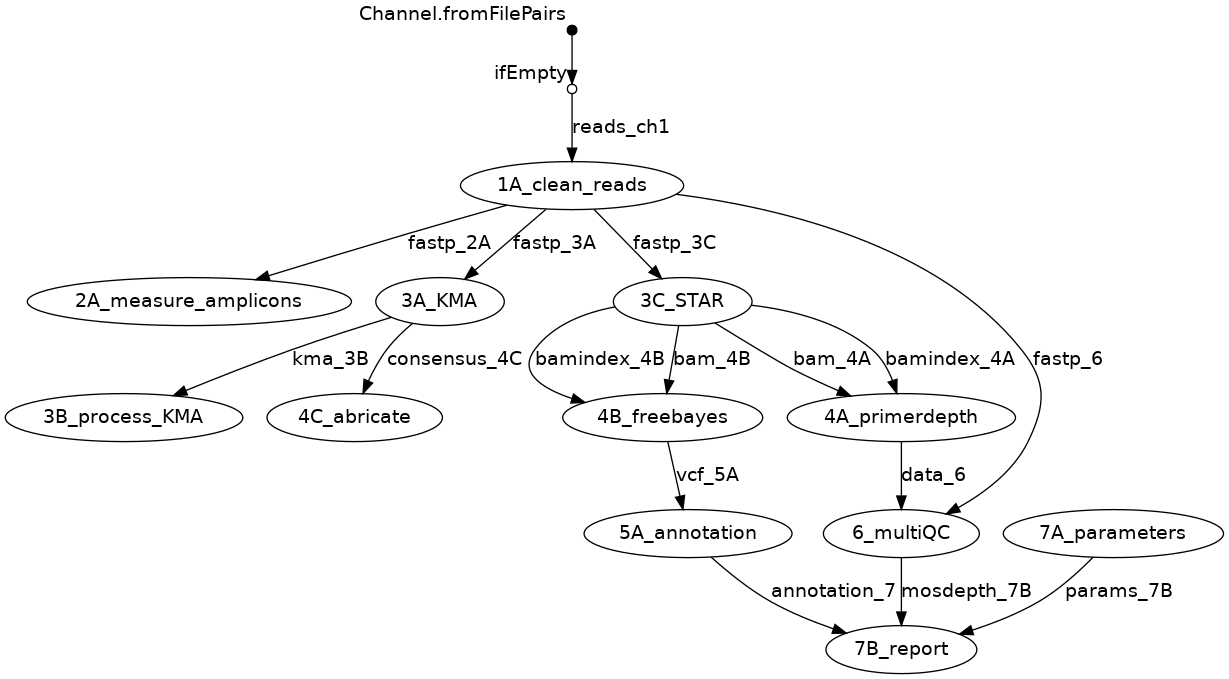 Channel.fromFilePairs
ifEmpty
reads_ch1
1A_clean_reads
fastp_2A
fastp_3A
fastp_3C
2A_measure_amplicons
3A_KMA
3C_STAR
kma_3B
consensus_4C
bamindex_4B
bam_4B
bam_4A
bamindex_4A
fastp_6
3B_process_KMA
4C_abricate
4B_freebayes
4A_primerdepth
vcf_5A
data_6
5A_annotation
6_multiQC
7A_parameters
annotation_7
mosdepth_7B
params_7B
7B_report